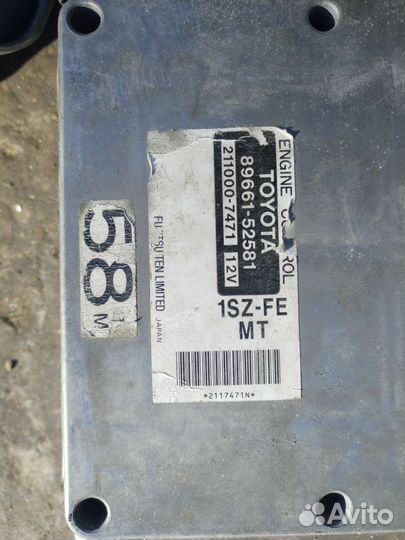 ENGINE CONTROL
TOYOTA
89661-52581
211000-7471 12V
FUJITSU TEN LIMITED JAPAN
1SZ-FE
MT
*2117471N*
58
M
Avito